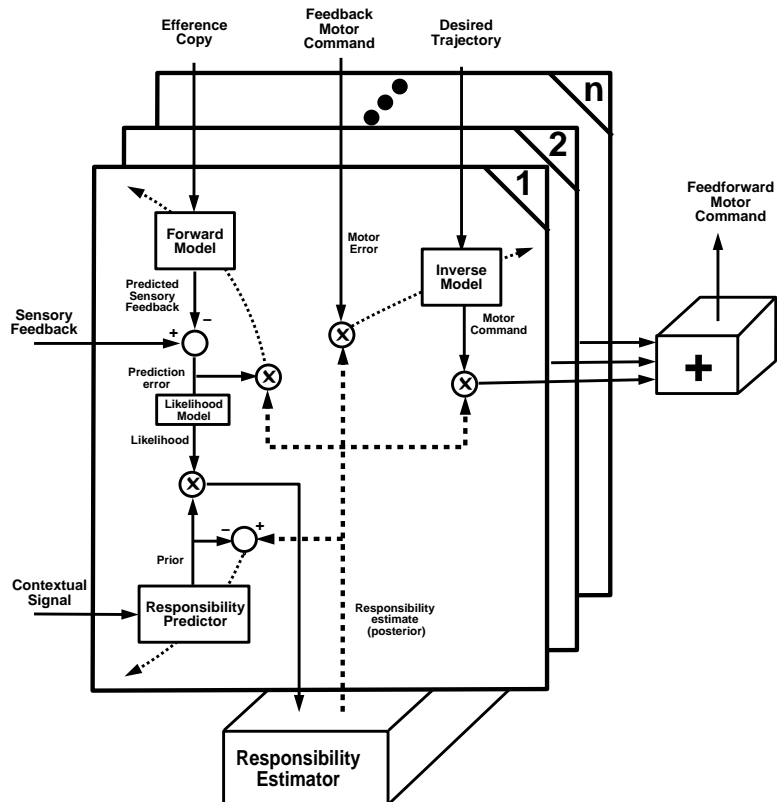 Efference
Copy
Feedback
Motor
Command
Desired
Trajectory
n
2
1
Feedforward
Motor
Command
Forward
Model
Motor
Error
Inverse
Model
Predicted
Sensory
Feedback
Motor
Command
Sensory
Feedback
+
−
x
x
x
+
Prediction
error
Likelihood
Model
Likelihood
x
−
+
Prior
Contextual
Signal
Responsibility
Predictor
Responsibility
estimate
(posterior)
Responsibility
Estimator